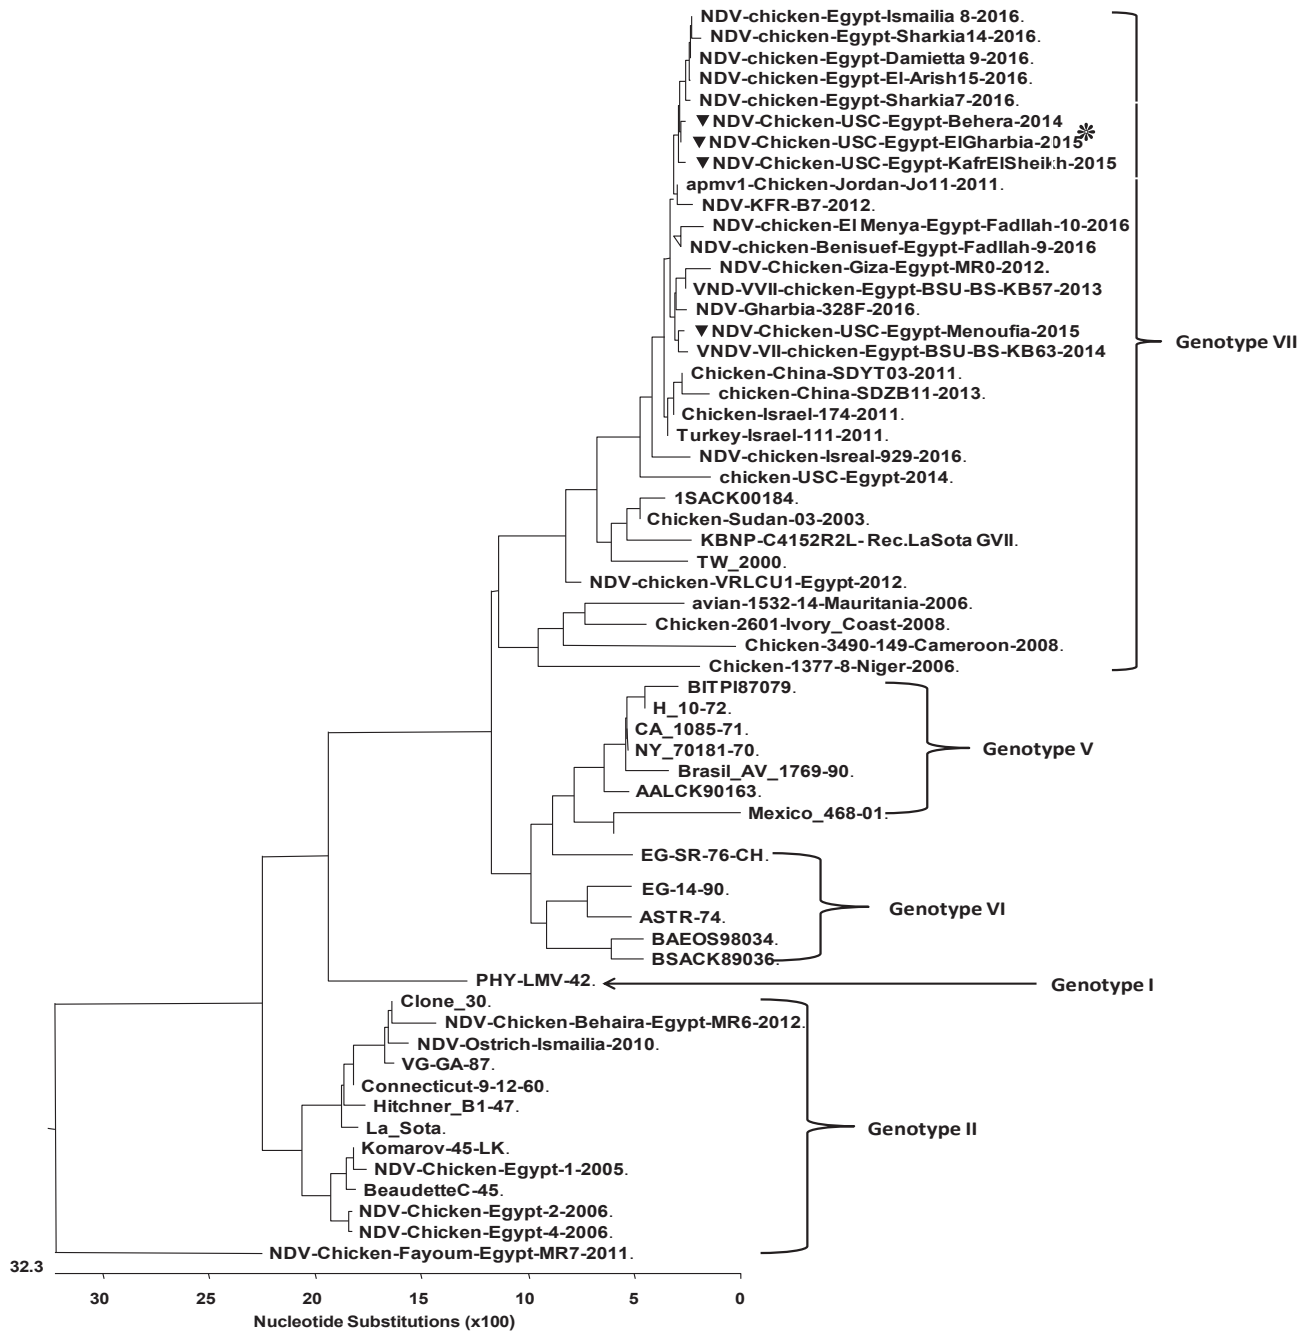 NDV-chicken-Egypt-Ismailia 8-2016.
NDV-chicken-Egypt-Sharkia14-2016.
NDV-chicken-Egypt-Damietta 9-2016.
NDV-chicken-Egypt-El-Arish15-2016.
NDV-chicken-Egypt-Sharkia7-2016.
▼NDV-Chicken-USC-Egypt-Behera-2014
▼NDV-Chicken-USC-Egypt-ElGharbia-2015*
▼NDV-Chicken-USC-Egypt-KafrElSheikh-2015
apmv1-Chicken-Jordan-Jo11-2011.
NDV-KFR-B7-2012.
NDV-chicken-El Menya-Egypt-Fadllah-10-2016
NDV-chicken-Benisuef-Egypt-Fadllah-9-2016
NDV-Chicken-Giza-Egypt-MR0-2012.
VND-VVII-chicken-Egypt-BSU-BS-KB57-2013
NDV-Gharbia-328F-2016.
▼NDV-Chicken-USC-Egypt-Menoufia-2015
Genotype VII
VNDV-VII-chicken-Egypt-BSU-BS-KB63-2014
Chicken-China-SDYT03-2011.
chicken-China-SDZB11-2013.
Chicken-Israel-174-2011.
Turkey-Israel-111-2011.
NDV-chicken-Isreal-929-2016.
chicken-USC-Egypt-2014.
1SACK00184.
Chicken-Sudan-03-2003.
KBNP-C4152R2L- Rec.LaSota GVII.
TW_2000.
NDV-chicken-VRLCU1-Egypt-2012.
avian-1532-14-Mauritania-2006.
Chicken-2601-Ivory_Coast-2008.
Chicken-3490-149-Cameroon-2008.
Chicken-1377-8-Niger-2006.
BITPI87079.
H_10-72.
CA_1085-71.
NY_70181-70.
Genotype V
Brasil_AV_1769-90.
AALCK90163.
Mexico_468-01.
EG-SR-76-CH.
EG-14-90.
Genotype VI
ASTR-74.
BAEOS98034.
BSACK89036.
PHY-LMV-42.
Genotype I
Clone_30.
NDV-Chicken-Behaira-Egypt-MR6-2012.
NDV-Ostrich-Ismailia-2010.
VG-GA-87.
Connecticut-9-12-60.
Hitchner_B1-47.
La_Sota.
Genotype II
Komarov-45-LK.
NDV-Chicken-Egypt-1-2005.
BeaudetteC-45.
NDV-Chicken-Egypt-2-2006.
NDV-Chicken-Egypt-4-2006.
NDV-Chicken-Fayoum-Egypt-MR7-2011.
32.3
30 25 20 15 10 5 0
Nucleotide Substitutions (x100)